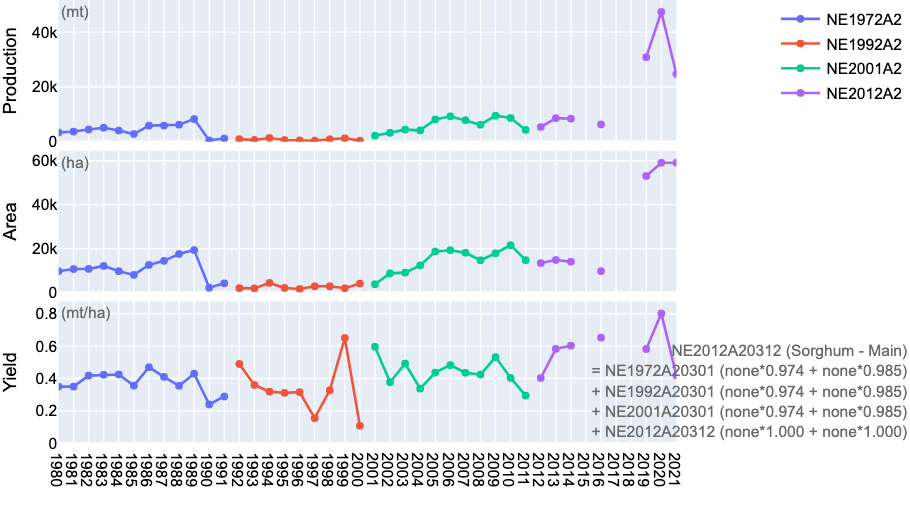 Production
(mt)
40k
20k
0
NE1972A2
NE1992A2
NE2001A2
NE2012A2
Area
(ha)
60k
40k
20k
0
Yield
(mt/ha)
0.8
0.6
0.4
0.2
0
NE2012A20312 (Sorghum - Main)
= NE1972A20301 (none*0.974 + none*0.985)
+ NE1992A20301 (none*0.974 + none*0.985)
+ NE2001A20301 (none*0.974 + none*0.985)
+ NE2012A20312 (none*1.000 + none*1.000)
1980
1981
1982
1983
1984
1985
1986
1987
1988
1989
1990
1991
1992
1993
1994
1995
1996
1997
1998
1999
2000
2001
2002
2003
2004
2005
2006
2007
2008
2009
2010
2011
2012
2013
2014
2015
2016
2017
2018
2019
2020
2021